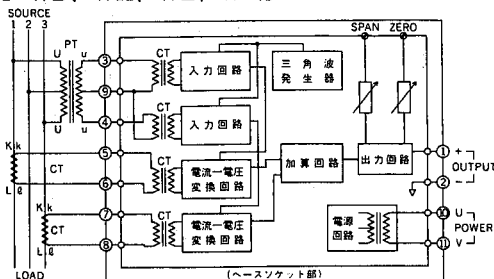 SOURCE
1 2 3
PT
U u
U u
③
⑨
④
CT
CT
入力回路
入力回路
三角波
発生器
SPAN ZERO
K k
CT
L ℓ
⑤
⑥
CT
電流−電圧
変換回路
加算回路
出力回路
① +
OUTPUT
② −
K k
CT
L ℓ
⑦
⑧
CT
電流−電圧
変換回路
電源
回路
⑩ U
POWER
⑪ V
LOAD
(ベースソケット部)